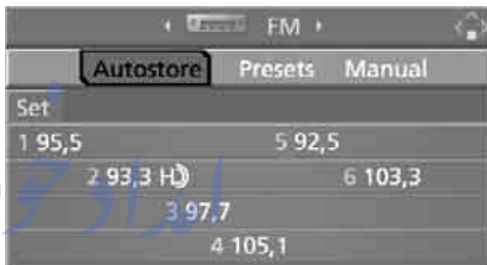 FM
Autostore Presets Manual
Set
1 95,5 5 92,5
2 93,3 HD 6 103,3
3 97,7
4 105,1